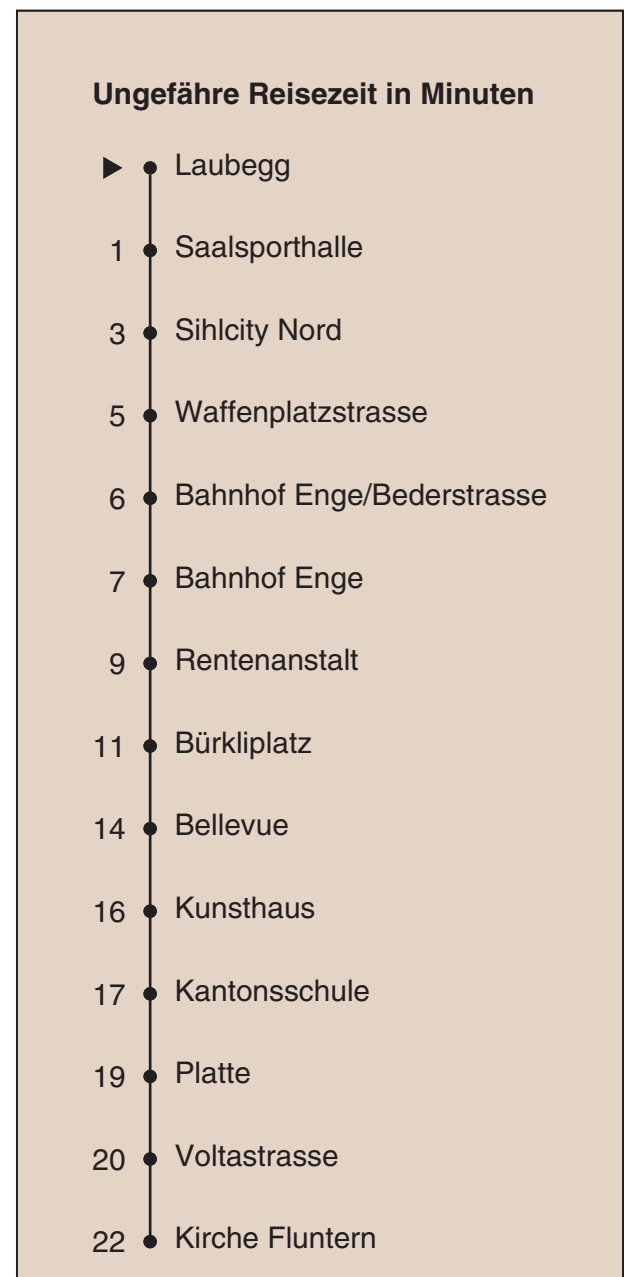 Ungefähre Reisezeit in Minuten
Laubegg
1 Saalsporthalle
3 Sihlcity Nord
5 Waffenplatzstrasse
6 Bahnhof Enge/Bederstrasse
7 Bahnhof Enge
9 Rentenanstalt
11 Bürkliplatz
14 Bellevue
16 Kunsthaus
17 Kantonsschule
19 Platte
20 Voltastrasse
22 Kirche Fluntern